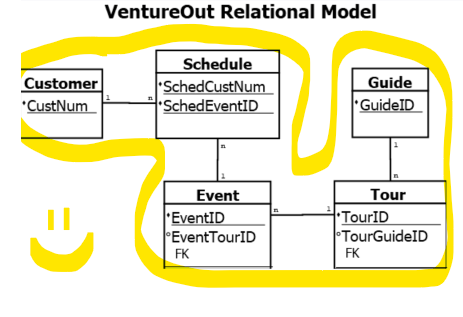 VentureOut Relational Model
Schedule
*SchedCustNum
*SchedEventID
Customer
*CustNum
Guide
*GuideID
1
n
n
1
1
n
Event
*EventID
°EventTourID
FK
n
1
Tour
*TourID
°TourGuideID
FK